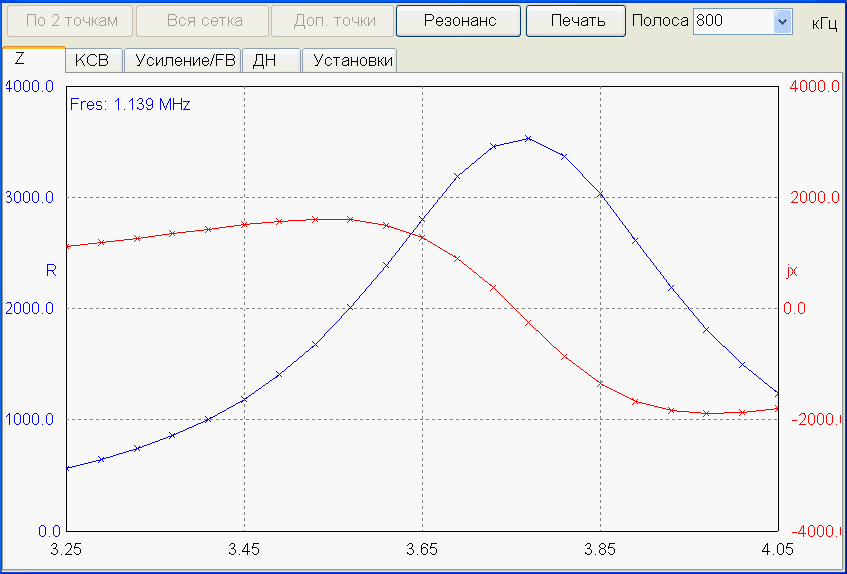 По 2 точкам Вся сетка Доп. точки Резонанс Печать Полоса 800 кГц
Z КСВ Усиление/FB ДН Установки
4000.0 4000.0
Fres: 1.139 MHz
3000.0 2000.0
R jx
2000.0 0.0
1000.0 -2000.0
0.0 -4000.0
3.25 3.45 3.65 3.85 4.05